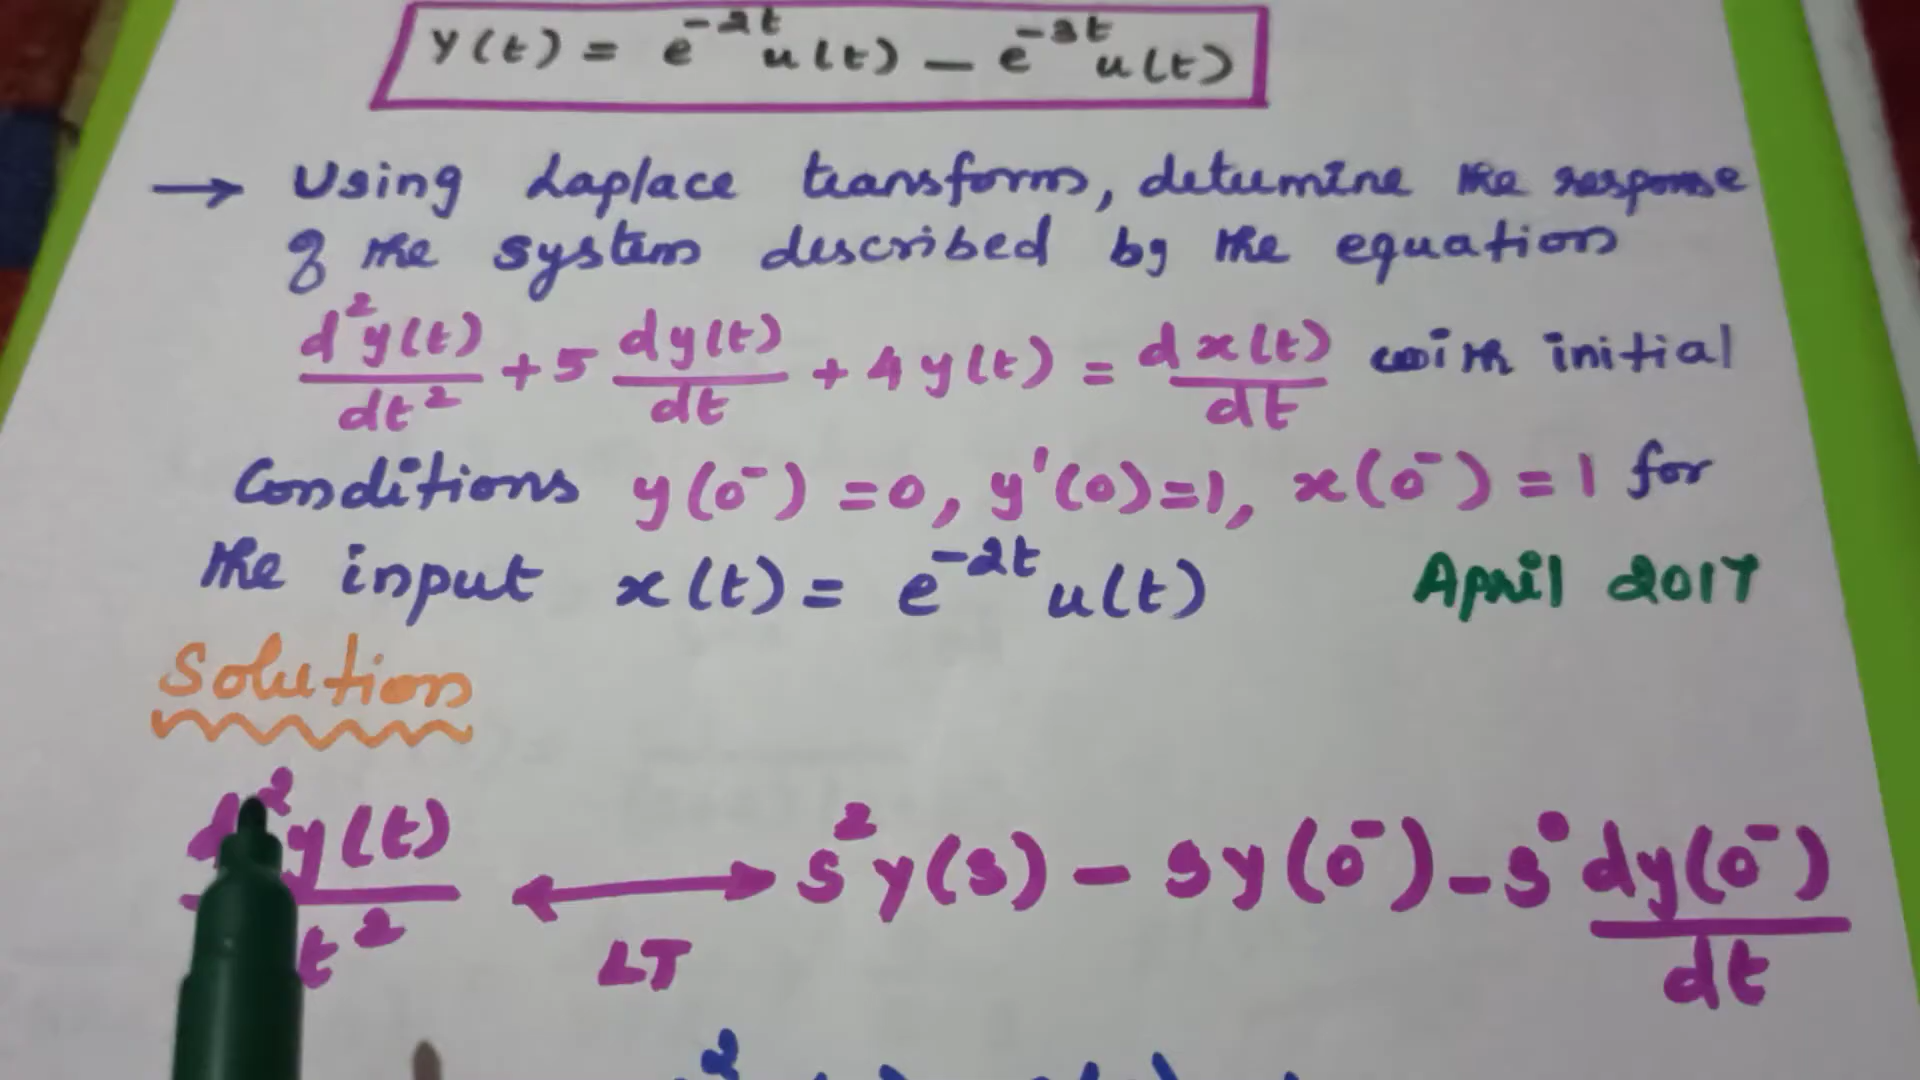 y(t) = e^{-2t} u(t) – e^{-3t} u(t)
→ Using Laplace transform, determine the response
of the system described by the equation
d²y(t)/dt² + 5 dy(t)/dt + 4y(t) = dx(t)/dt with initial
Conditions y(0⁻) = 0, y'(0)=1, x(0⁻) = 1 for
the input x(t) = e^{-2t} u(t) April 2017
Solution
d²y(t)/dt² ⟷ LT s²y(s) – sy(0⁻) – s⁰ dy(0⁻)/dt